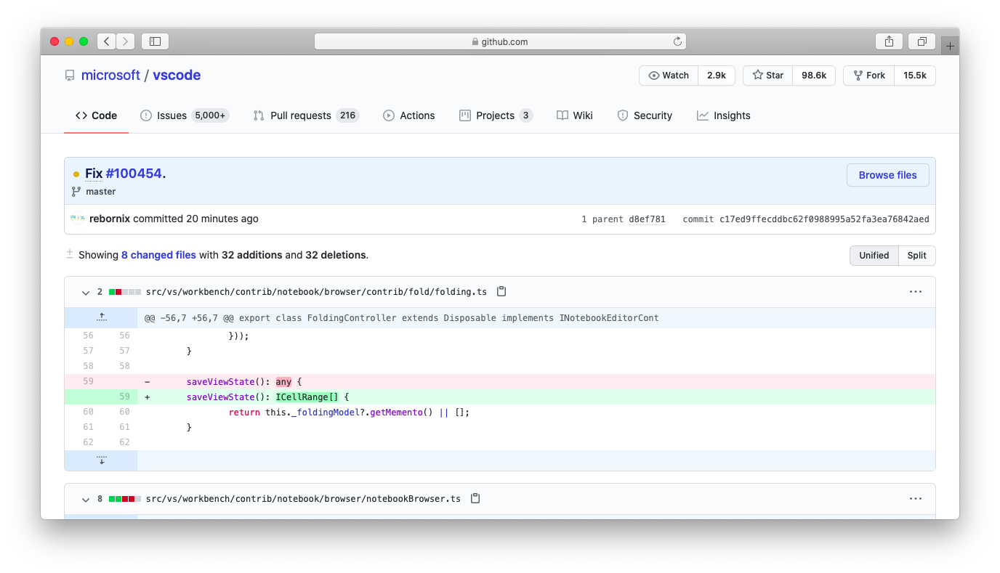 github.com
microsoft / vscode
Watch 2.9k Star 98.6k Fork 15.5k
Code Issues 5,000+ Pull requests 216 Actions Projects 3 Wiki Security Insights
Fix #100454.
Browse files
master
rebornix committed 20 minutes ago 1 parent d8ef781 commit c17ed9ffecddbc62f0988995a52fa3ea76842aed
Showing 8 changed files with 32 additions and 32 deletions. Unified Split
2 src/vs/workbench/contrib/notebook/browser/contrib/fold/folding.ts
@@ −56,7 +56,7 @@ export class FoldingController extends Disposable implements INotebookEditorCont
56 56 }));
57 57 }
58 58
59 − saveViewState(): any {
59 + saveViewState(): ICellRange[] {
60 60 return this._foldingModel?.getMemento() || [];
61 61 }
62 62
8 src/vs/workbench/contrib/notebook/browser/notebookBrowser.ts